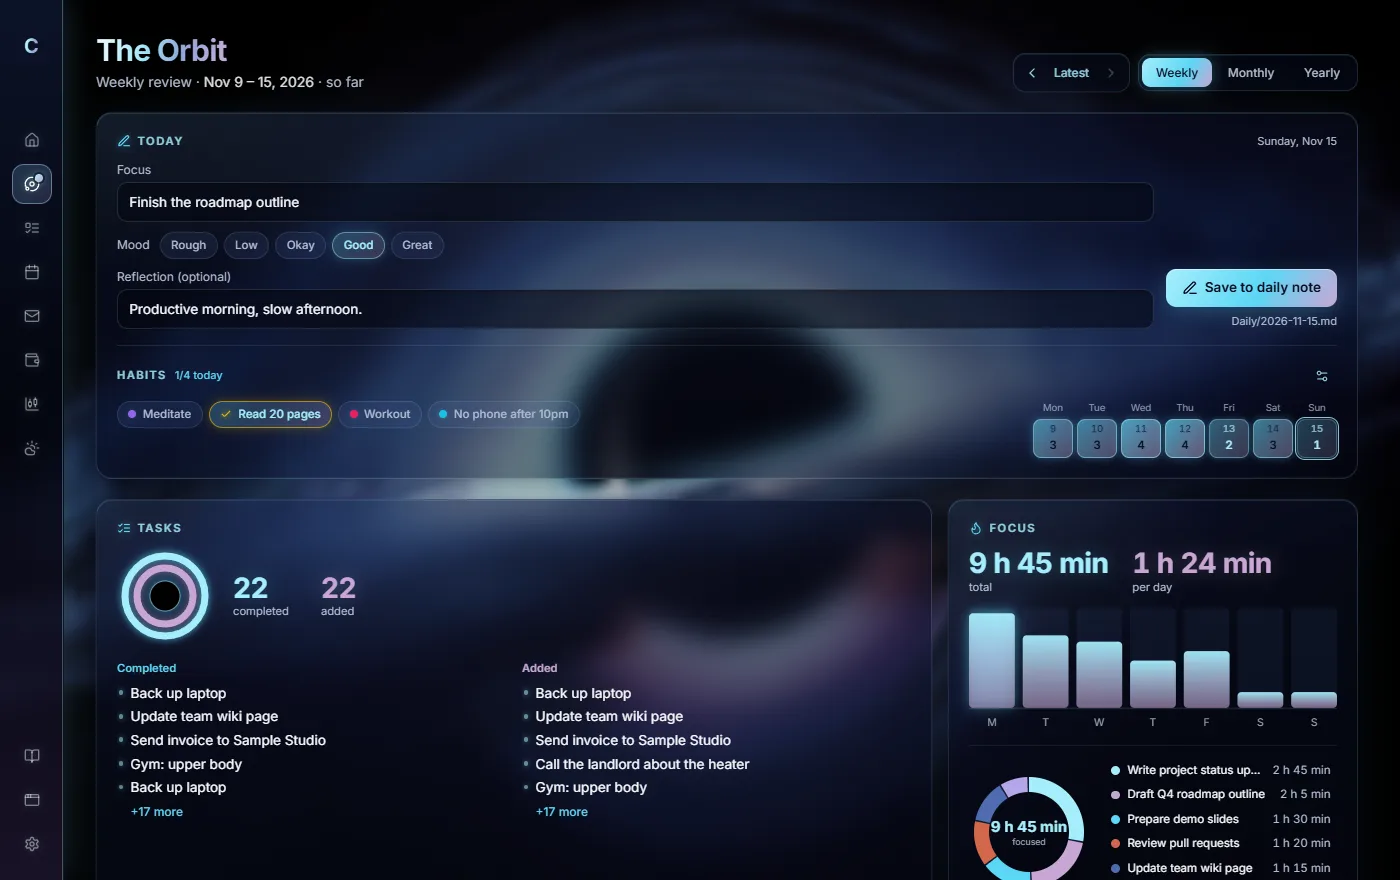 C
The Orbit
Weekly review · Nov 9 – 15, 2026 · so far
Latest
Weekly Monthly Yearly
TODAY
Sunday, Nov 15
Focus
Finish the roadmap outline
Mood Rough Low Okay Good Great
Reflection (optional)
Productive morning, slow afternoon.
Save to daily note
Daily/2026-11-15.md
HABITS 1/4 today
Meditate Read 20 pages Workout No phone after 10pm
Mon Tue Wed Thu Fri Sat Sun
9 10 11 12 13 14 15
3 3 4 4 2 3 1
TASKS
22 22
completed added
Completed
Back up laptop
Update team wiki page
Send invoice to Sample Studio
Gym: upper body
Back up laptop
+17 more
Added
Back up laptop
Update team wiki page
Send invoice to Sample Studio
Call the landlord about the heater
Gym: upper body
+17 more
FOCUS
9 h 45 min 1 h 24 min
total per day
M T W T F S S
9 h 45 min
focused
Write project status up... 2 h 45 min
Draft Q4 roadmap outline 2 h 5 min
Prepare demo slides 1 h 30 min
Review pull requests 1 h 20 min
Update team wiki page 1 h 15 min